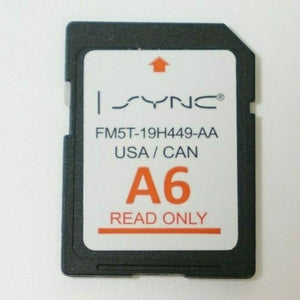 SYNC®
FM5T-19H449-AA
USA / CAN
A6
READ ONLY